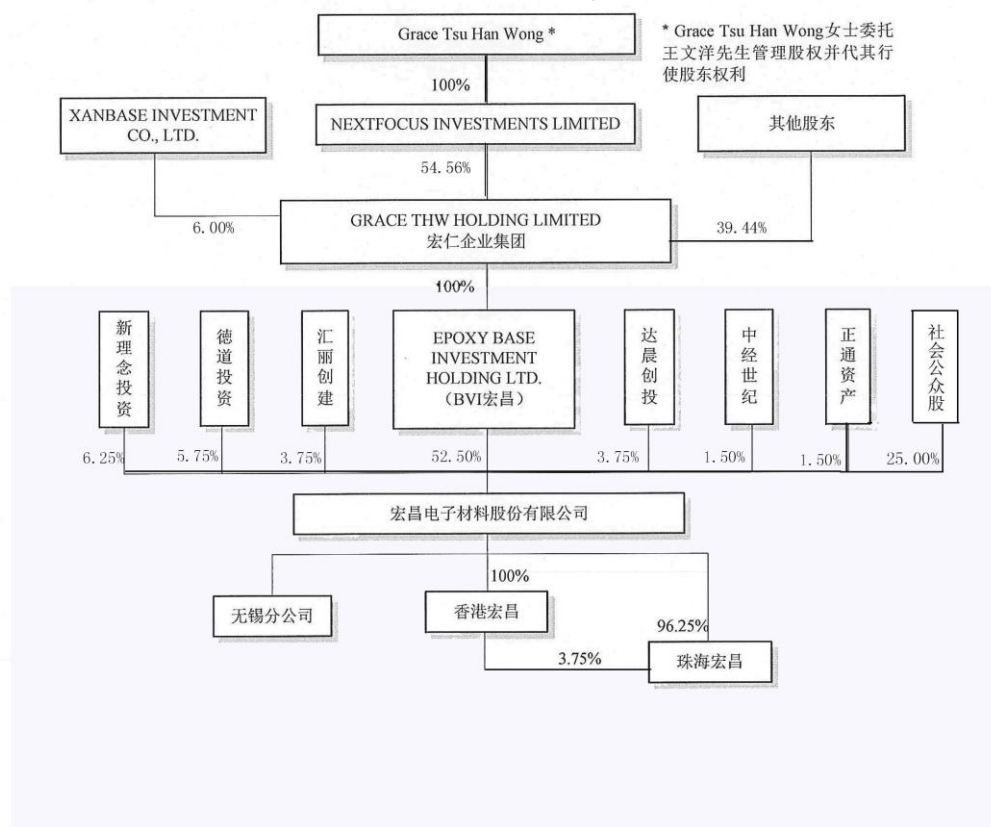 Grace Tsu Han Wong *
* Grace Tsu Han Wong女士委托
王文洋先生管理股权并代其行
使股东权利
100%
XANBASE INVESTMENT
CO., LTD.
NEXTFOCUS INVESTMENTS LIMITED
其他股东
54.56%
6.00%
GRACE THW HOLDING LIMITED
宏仁企业集团
39.44%
100%
新理念投资
德道投资
汇丽创建
EPOXY BASE
INVESTMENT
HOLDING LTD.
（BVI宏昌）
达晨创投
中经世纪
正通资产
社会公众股
6.25%
5.75%
3.75%
52.50%
3.75%
1.50%
1.50%
25.00%
宏昌电子材料股份有限公司
100%
无锡分公司
香港宏昌
96.25%
3.75%
珠海宏昌